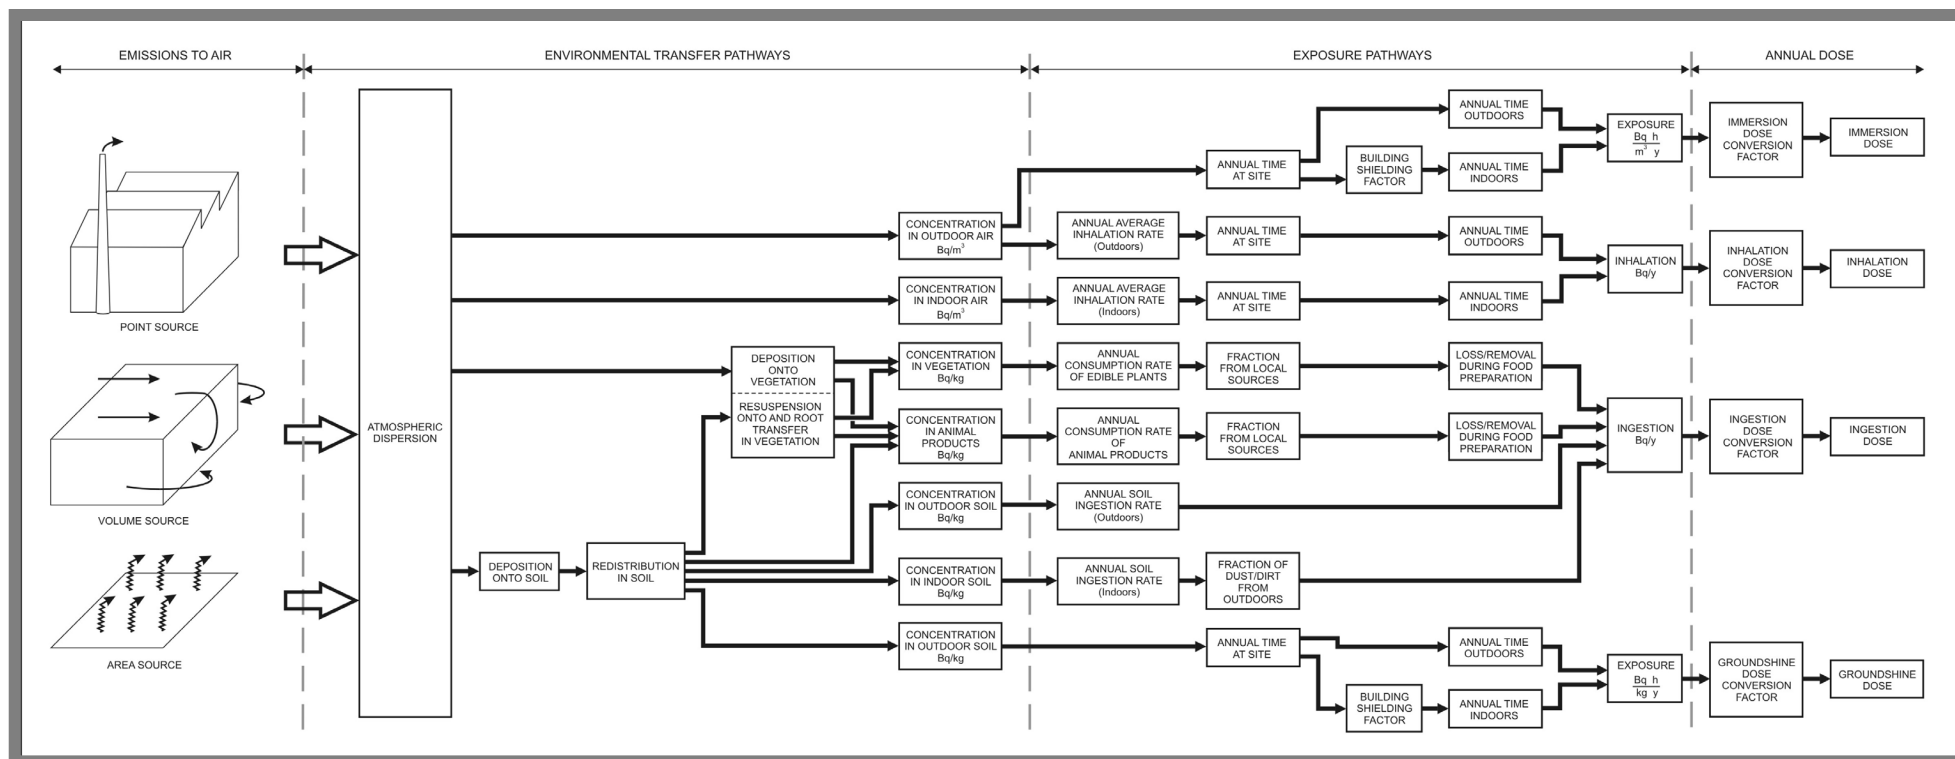 EMISSIONS TO AIR
ENVIRONMENTAL TRANSFER PATHWAYS
EXPOSURE PATHWAYS
ANNUAL DOSE
POINT SOURCE
VOLUME SOURCE
AREA SOURCE
ATMOSPHERIC
DISPERSION
DEPOSITION
ONTO SOIL
REDISTRIBUTION
IN SOIL
DEPOSITION
ONTO
VEGETATION
RESUSPENSION
ONTO AND ROOT
TRANSFER
IN VEGETATION
CONCENTRATION
IN OUTDOOR AIR
Bq/m³
CONCENTRATION
IN INDOOR AIR
Bq/m³
CONCENTRATION
IN VEGETATION
Bq/kg
CONCENTRATION
IN ANIMAL
PRODUCTS
Bq/kg
CONCENTRATION
IN OUTDOOR SOIL
Bq/kg
CONCENTRATION
IN INDOOR SOIL
Bq/kg
CONCENTRATION
IN OUTDOOR SOIL
Bq/kg
ANNUAL TIME
AT SITE
BUILDING
SHIELDING
FACTOR
ANNUAL TIME
OUTDOORS
ANNUAL TIME
INDOORS
EXPOSURE
Bq h
m³ y
IMMERSION
DOSE
CONVERSION
FACTOR
IMMERSION
DOSE
ANNUAL AVERAGE
INHALATION RATE
(Outdoors)
ANNUAL TIME
AT SITE
ANNUAL TIME
OUTDOORS
ANNUAL AVERAGE
INHALATION RATE
(Indoors)
ANNUAL TIME
AT SITE
ANNUAL TIME
INDOORS
INHALATION
Bq/y
INHALATION
DOSE
CONVERSION
FACTOR
INHALATION
DOSE
ANNUAL
CONSUMPTION RATE
OF EDIBLE PLANTS
FRACTION
FROM LOCAL
SOURCES
LOSS/REMOVAL
DURING FOOD
PREPARATION
ANNUAL
CONSUMPTION RATE
OF
ANIMAL PRODUCTS
FRACTION
FROM LOCAL
SOURCES
LOSS/REMOVAL
DURING FOOD
PREPARATION
ANNUAL SOIL
INGESTION RATE
(Outdoors)
ANNUAL SOIL
INGESTION RATE
(Indoors)
FRACTION OF
DUST/DIRT
FROM
OUTDOORS
INGESTION
Bq/y
INGESTION
DOSE
CONVERSION
FACTOR
INGESTION
DOSE
ANNUAL TIME
AT SITE
BUILDING
SHIELDING
FACTOR
ANNUAL TIME
OUTDOORS
ANNUAL TIME
INDOORS
EXPOSURE
Bq h
kg y
GROUNDSHINE
DOSE
CONVERSION
FACTOR
GROUNDSHINE
DOSE